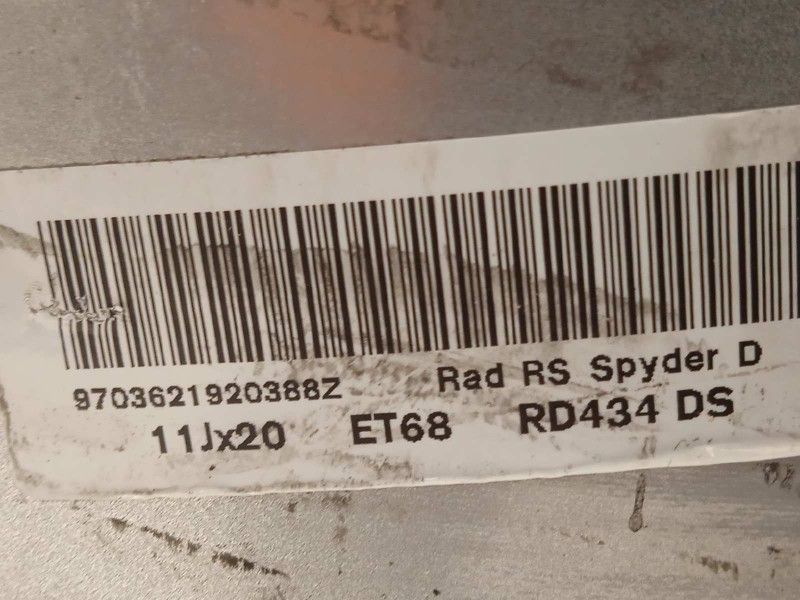 9703621920388Z Rad RS Spyder D
11Jx20 ET68 RD434 DS